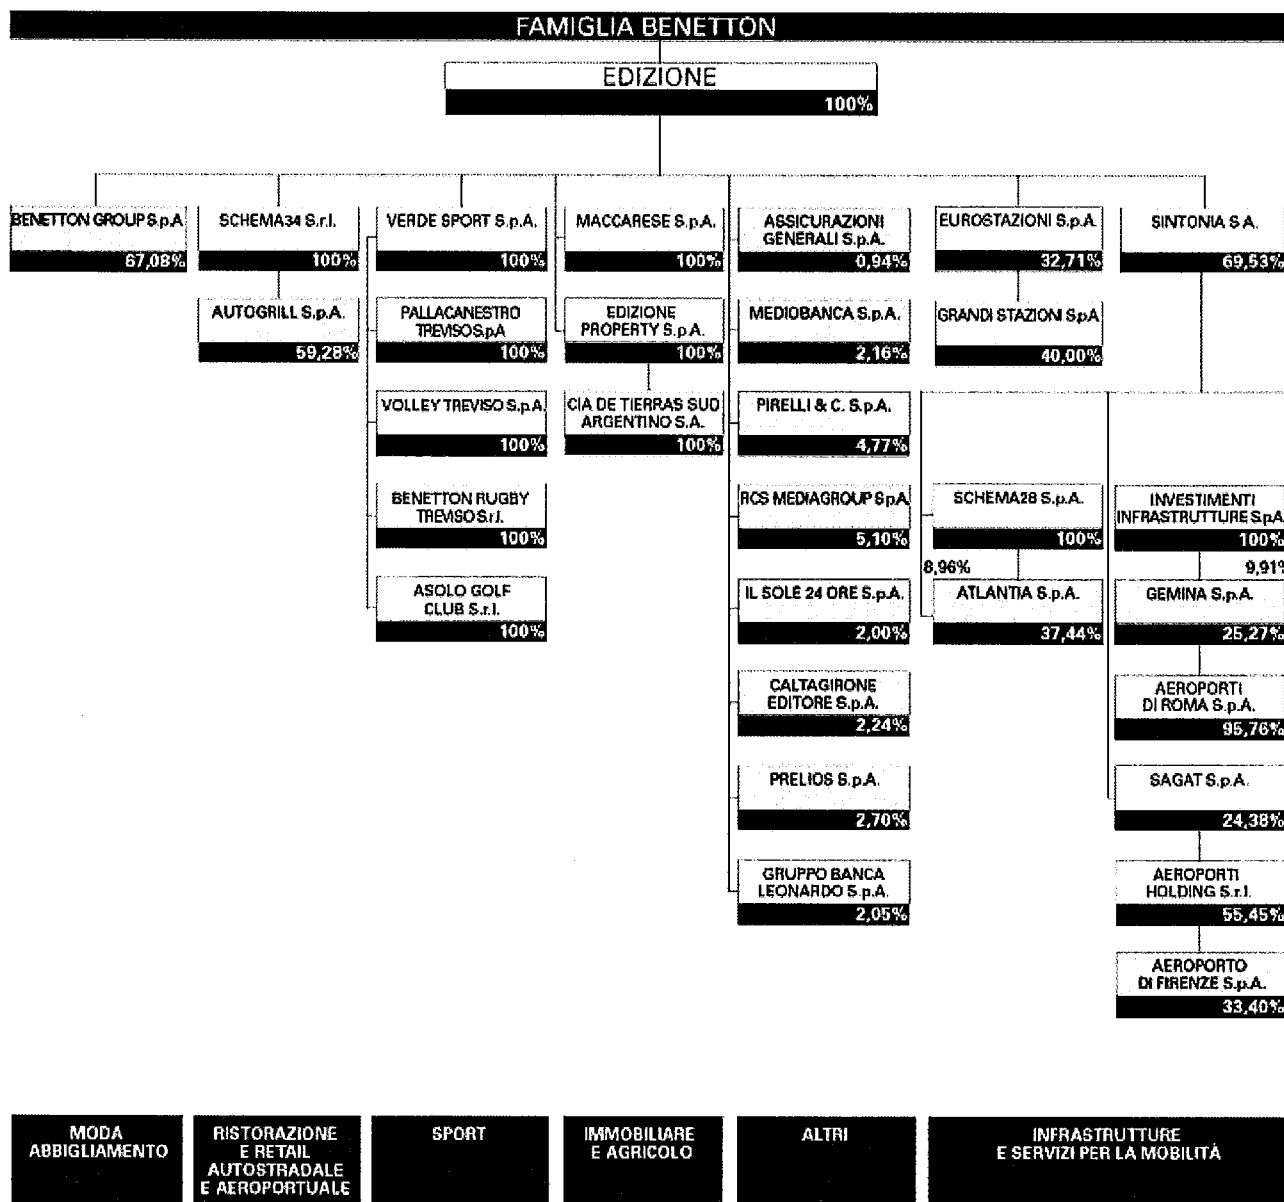 FAMIGLIA BENETTON
EDIZIONE
100%
BENETTON GROUP S.p.A
67,08%
SCHEMA34 S.r.l.
100%
AUTOGRILL S.p.A.
59,28%
VERDE SPORT S.p.A.
100%
PALLACANESTRO
TREVISO S.p.A
100%
VOLLEY TREVISO S.p.A.
100%
BENETTON RUGBY
TREVISO S.r.l.
100%
ASOLO GOLF
CLUB S.r.l.
100%
MACCARESE S.p.A.
100%
EDIZIONE
PROPERTY S.p.A.
100%
CIA DE TIERRAS SUD
ARGENTINO S.A.
100%
ASSICURAZIONI
GENERALI S.p.A.
0,94%
MEDIOBANCA S.p.A.
2,16%
PIRELLI & C. S.p.A.
4,77%
RCS MEDIAGROUP S.p.A
5,10%
IL SOLE 24 ORE S.p.A.
2,00%
CALTAGIRONE
EDITORE S.p.A.
2,24%
PRELIOS S.p.A.
2,70%
GRUPPO BANCA
LEONARDO S.p.A.
2,05%
EUROSTAZIONI S.p.A.
32,71%
GRANDI STAZIONI S.p.A
40,00%
SINTONIA S.A.
69,53%
SCHEMA28 S.p.A.
100%
8,96%
ATLANTIA S.p.A.
37,44%
INVESTIMENTI
INFRASTRUTTURE S.p.A
100%
9,91%
GEMINA S.p.A.
25,27%
AEROPORTI
DI ROMA S.p.A.
95,76%
SAGAT S.p.A.
24,38%
AEROPORTI
HOLDING S.r.l.
55,45%
AEROPORTO
DI FIRENZE S.p.A.
33,40%
MODA
ABBIGLIAMENTO
RISTORAZIONE
E RETAIL
AUTOSTRADALE
E AEROPORTUALE
SPORT
IMMOBILIARE
E AGRICOLO
ALTRI
INFRASTRUTTURE
E SERVIZI PER LA MOBILITÀ